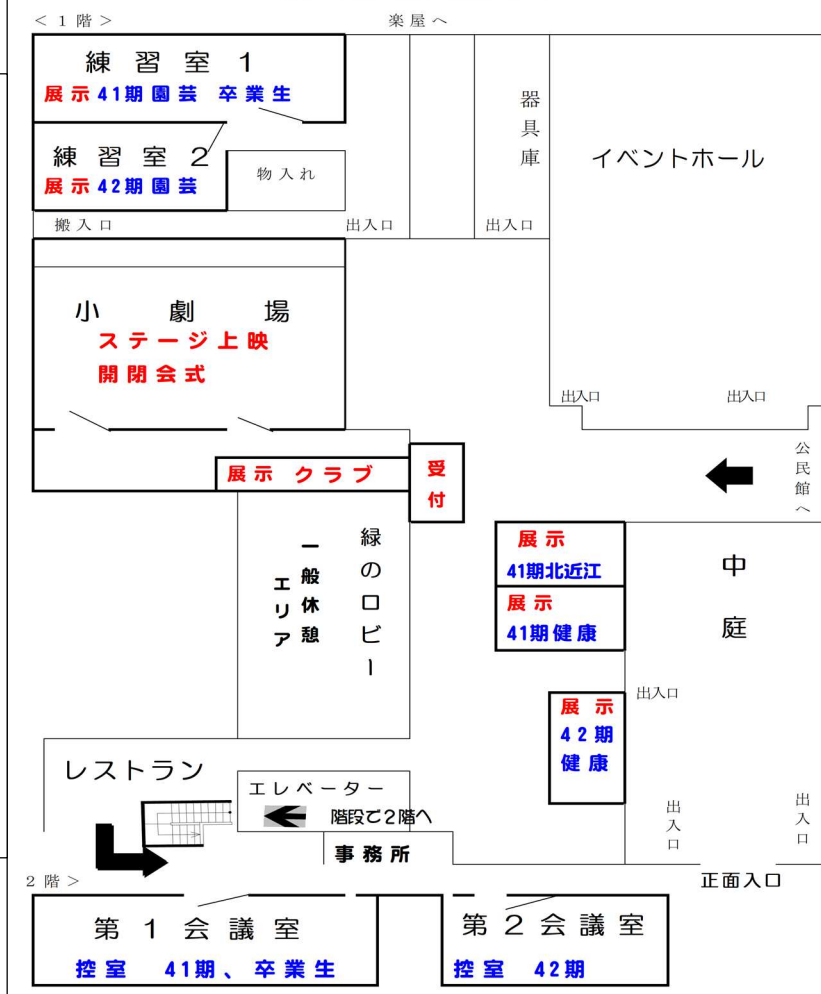 ＜１階＞
楽屋へ
練習室１
展示 41期園芸 卒業生
練習室２
展示 42期園芸
物入れ
器具庫
イベントホール
搬入口
出入口
出入口
小劇場
ステージ上映
開閉会式
出入口
出入口
展示 クラブ
受付
公民館へ
緑のロビー
一般休憩
エリア
展示
41期北近江
展示
41期健康
中庭
出入口
展示
４２期
健康
レストラン
エレベーター
階段で２階へ
出入口
出入口
事務所
正面入口
２階＞
第１会議室
控室 41期、卒業生
第２会議室
控室 42期